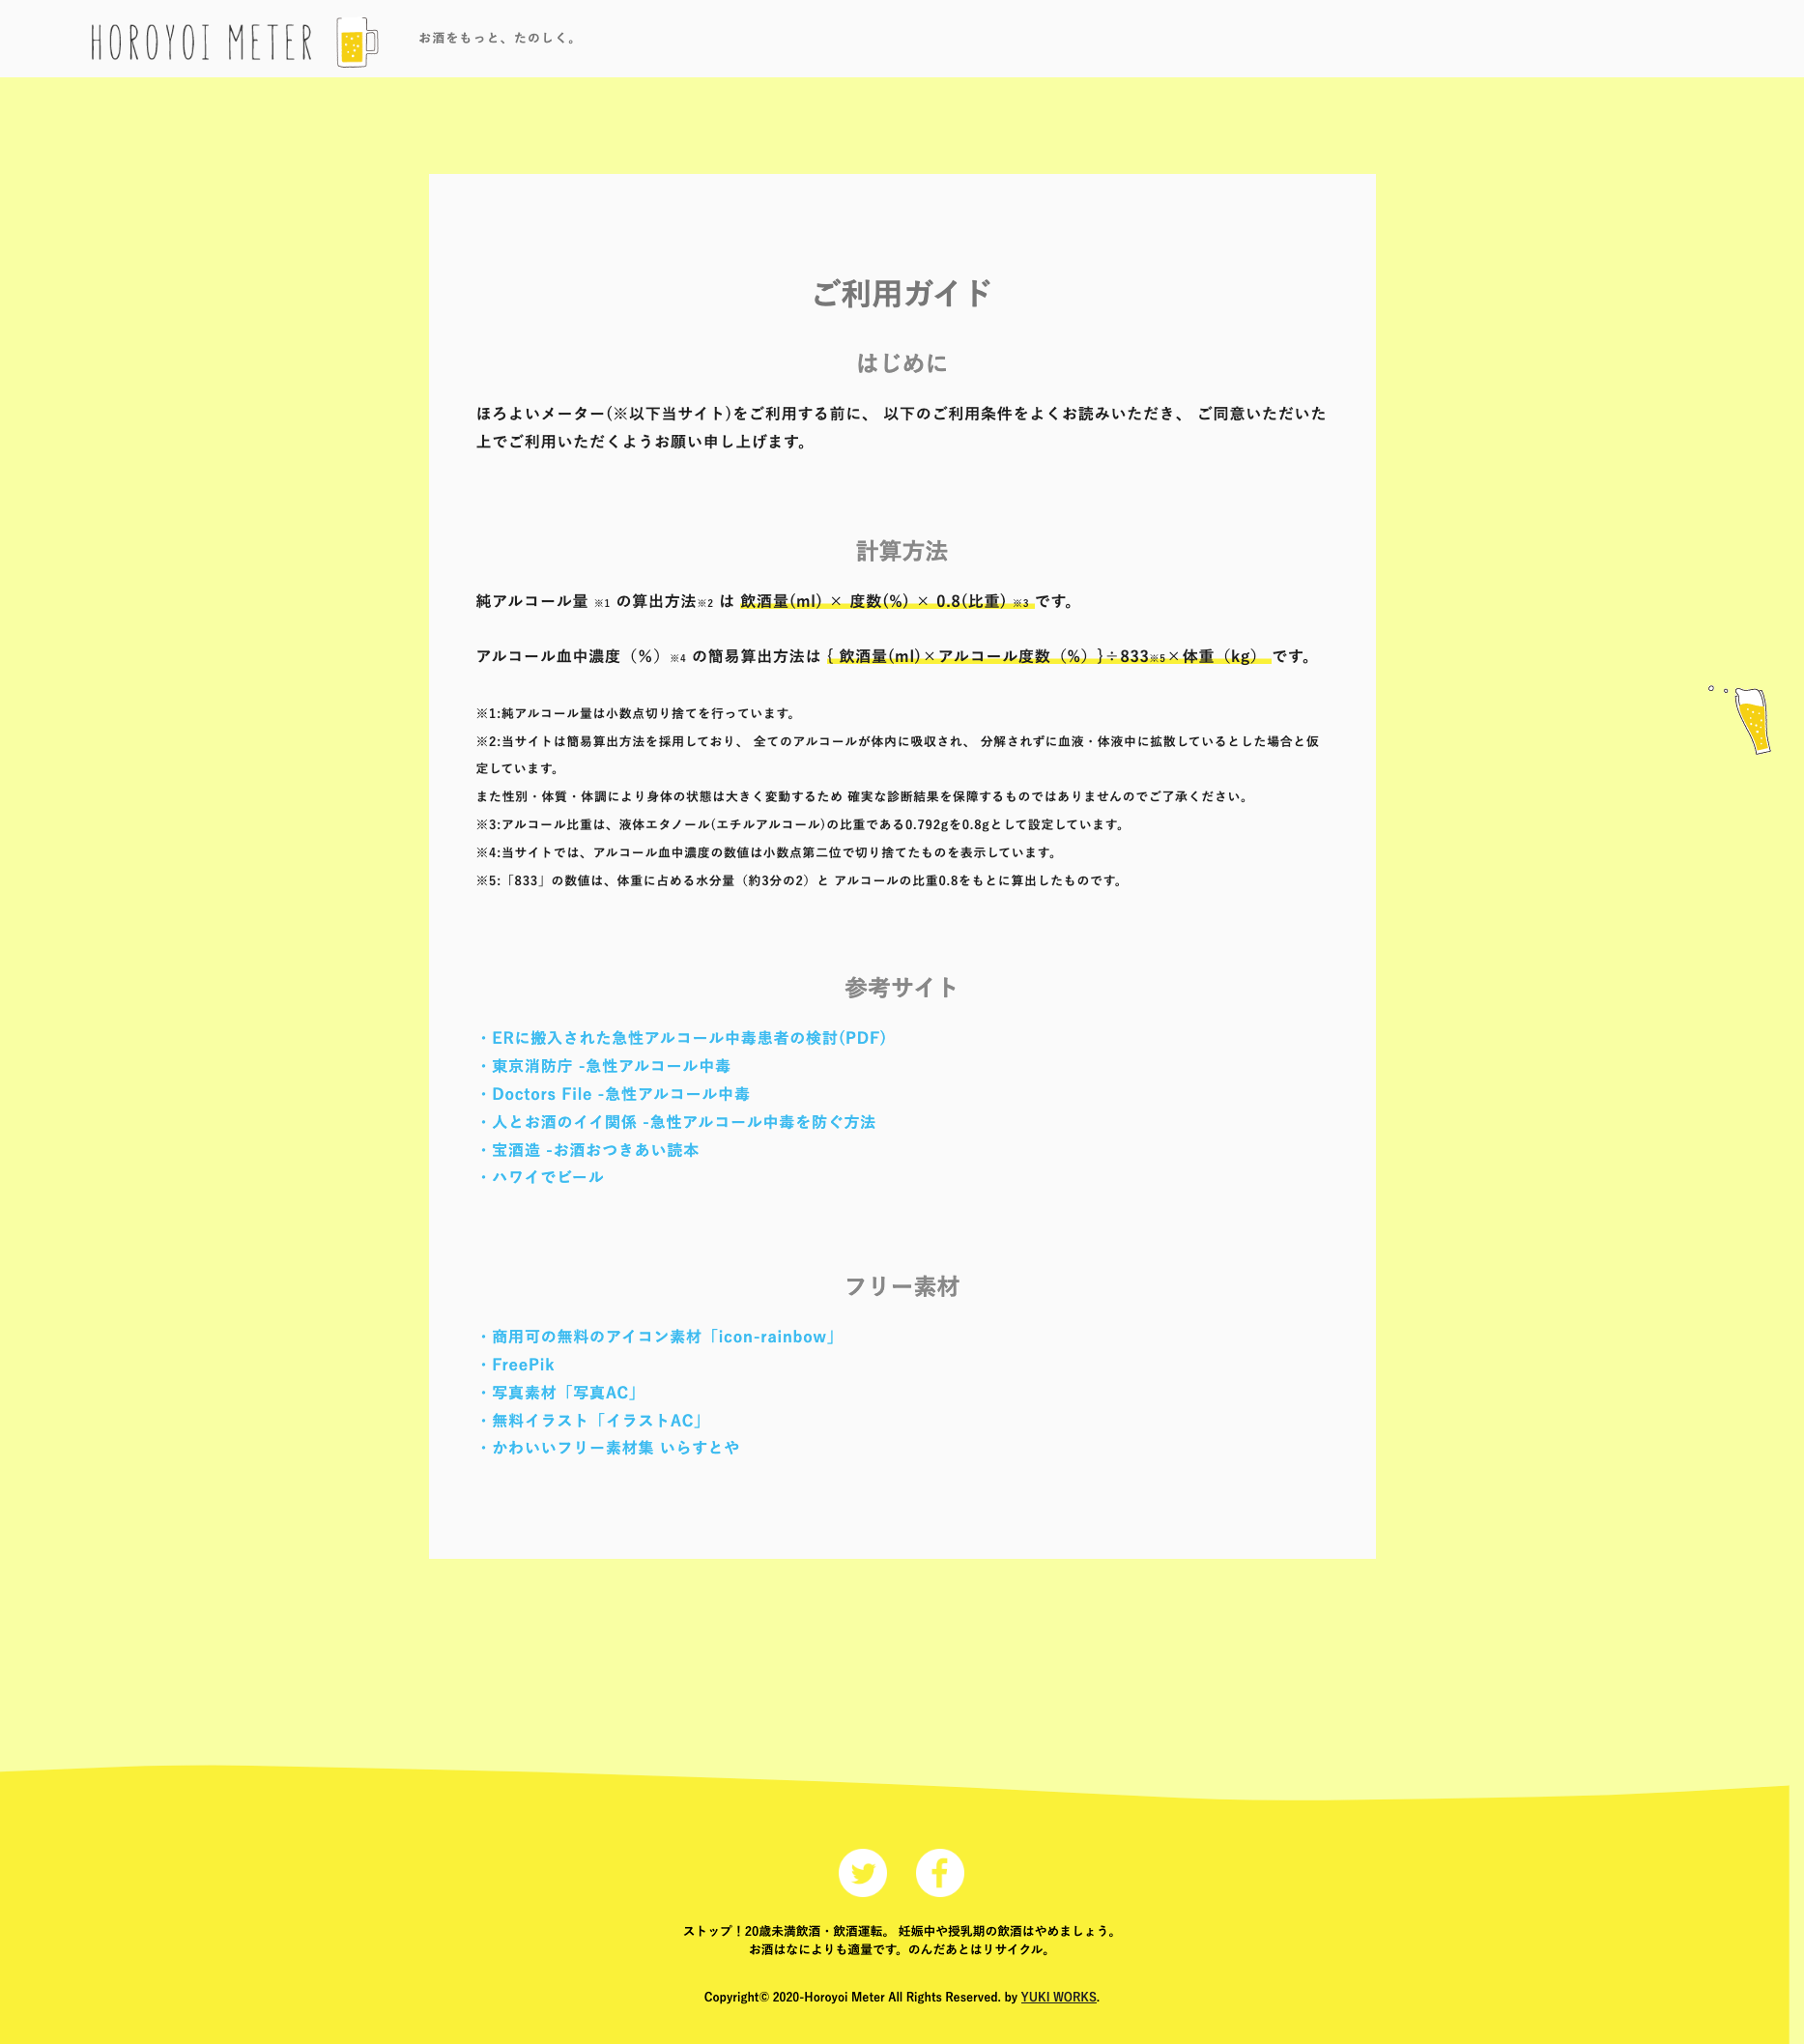 HOROYOI METER
お酒をもっと、たのしく。
ご利用ガイド
はじめに
ほろよいメーター(※以下当サイト)をご利用する前に、 以下のご利用条件をよくお読みいただき、 ご同意いただいた
上でご利用いただくようお願い申し上げます。
計算方法
純アルコール量 ※1 の算出方法※2 は 飲酒量(ml) × 度数(%) × 0.8(比重) ※3 です。
アルコール血中濃度（%）※4 の簡易算出方法は { 飲酒量(ml)×アルコール度数（%）}÷833※5×体重（kg） です。
※1:純アルコール量は小数点切り捨てを行っています。
※2:当サイトは簡易算出方法を採用しており、 全てのアルコールが体内に吸収され、 分解されずに血液・体液中に拡散しているとした場合と仮
定しています。
また性別・体質・体調により身体の状態は大きく変動するため 確実な診断結果を保障するものではありませんのでご了承ください。
※3:アルコール比重は、液体エタノール(エチルアルコール)の比重である0.792gを0.8gとして設定しています。
※4:当サイトでは、アルコール血中濃度の数値は小数点第二位で切り捨てたものを表示しています。
※5:「833」の数値は、体重に占める水分量（約3分の2）と アルコールの比重0.8をもとに算出したものです。
参考サイト
・ERに搬入された急性アルコール中毒患者の検討(PDF)
・東京消防庁 -急性アルコール中毒
・Doctors File -急性アルコール中毒
・人とお酒のイイ関係 -急性アルコール中毒を防ぐ方法
・宝酒造 -お酒おつきあい読本
・ハワイでビール
フリー素材
・商用可の無料のアイコン素材「icon-rainbow」
・FreePik
・写真素材「写真AC」
・無料イラスト「イラストAC」
・かわいいフリー素材集 いらすとや
ストップ！20歳未満飲酒・飲酒運転。 妊娠中や授乳期の飲酒はやめましょう。
お酒はなによりも適量です。のんだあとはリサイクル。
Copyright© 2020-Horoyoi Meter All Rights Reserved. by YUKI WORKS.